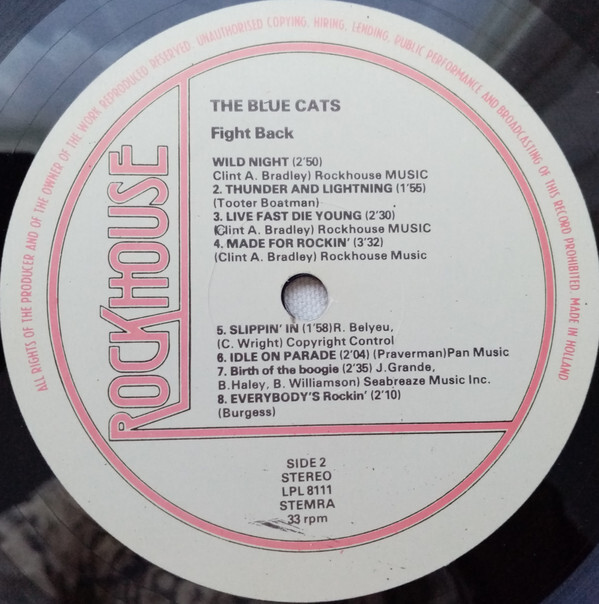 ALL RIGHTS OF THE PRODUCER AND OF THE OWNER OF THE WORK REPRODUCED RESERVED. UNAUTHORISED COPYING, HIRING, LENDING, PUBLIC PERFORMANCE AND BROADCASTING OF THIS RECORD PROHIBITED. MADE IN HOLLAND
ROCKHOUSE
THE BLUE CATS
Fight Back
WILD NIGHT (2'50)
Clint A. Bradley) Rockhouse MUSIC
2. THUNDER AND LIGHTNING (1'55)
(Tooter Boatman)
3. LIVE FAST DIE YOUNG (2'30)
(Clint A. Bradley) Rockhouse MUSIC
4. MADE FOR ROCKIN' (3'32)
(Clint A. Bradley) Rockhouse Music
5. SLIPPIN' IN (1'58)R. Belyeu,
(C. Wright) Copyright Control
6. IDLE ON PARADE (2'04) (Praverman)Pan Music
7. Birth of the boogie (2'35) J.Grande,
B.Haley, B. Williamson) Seabreaze Music Inc.
8. EVERYBODY'S Rockin' (2'10)
(Burgess)
SIDE 2
STEREO
LPL 8111
STEMRA
33 rpm